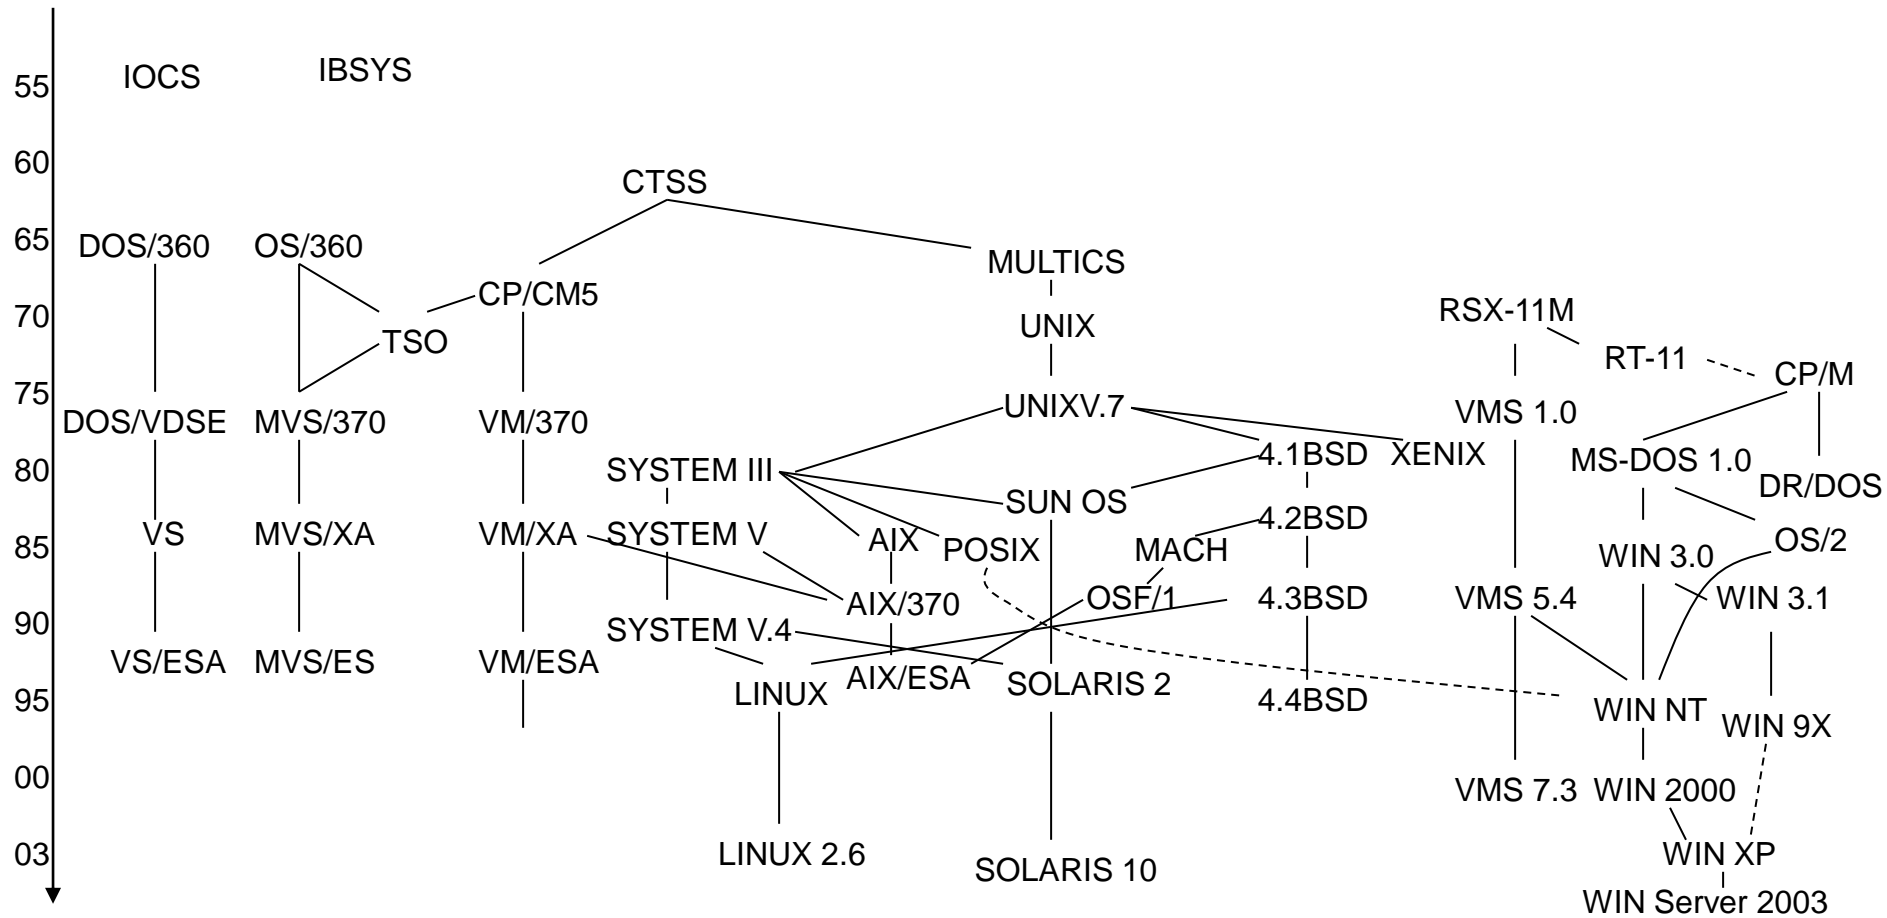 55
IOCS
IBSYS
60
CTSS
65
DOS/360
OS/360
MULTICS
CP/CM5
70
TSO
UNIX
RSX-11M
RT-11
CP/M
75
DOS/VDSE
MVS/370
VM/370
UNIXV.7
VMS 1.0
80
SYSTEM III
4.1BSD
XENIX
MS-DOS 1.0
DR/DOS
SUN OS
4.2BSD
VS
MVS/XA
VM/XA
SYSTEM V
AIX
POSIX
MACH
OS/2
85
WIN 3.0
AIX/370
OSF/1
4.3BSD
VMS 5.4
WIN 3.1
90
SYSTEM V.4
VS/ESA
MVS/ES
VM/ESA
LINUX
AIX/ESA
SOLARIS 2
95
4.4BSD
WIN NT
WIN 9X
00
VMS 7.3
WIN 2000
03
LINUX 2.6
SOLARIS 10
WIN XP
WIN Server 2003